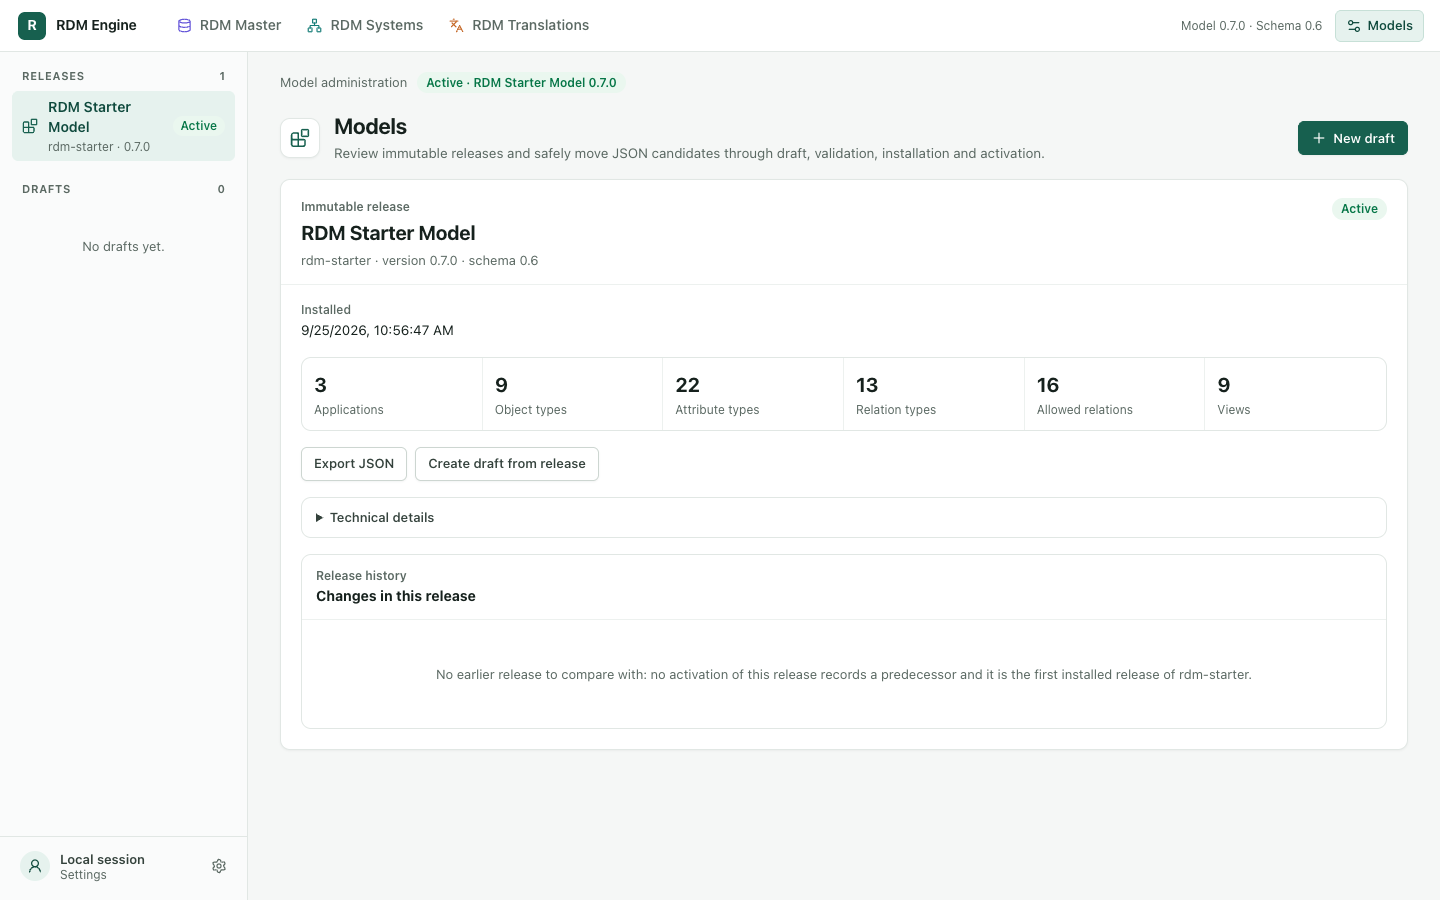 R RDM Engine RDM Master RDM Systems RDM Translations Model 0.7.0 · Schema 0.6 Models
RELEASES 1
RDM Starter
Model
rdm-starter · 0.7.0
Active
DRAFTS 0
No drafts yet.
Local session
Settings
Model administration Active · RDM Starter Model 0.7.0
Models
Review immutable releases and safely move JSON candidates through draft, validation, installation and activation.
New draft
Immutable release
RDM Starter Model
rdm-starter · version 0.7.0 · schema 0.6
Active
Installed
9/25/2026, 10:56:47 AM
3 9 22 13 16 9
Applications Object types Attribute types Relation types Allowed relations Views
Export JSON Create draft from release
Technical details
Release history
Changes in this release
No earlier release to compare with: no activation of this release records a predecessor and it is the first installed release of rdm-starter.